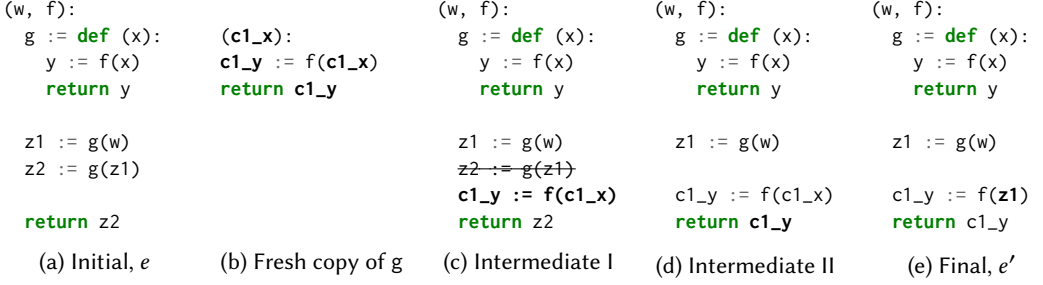 (w, f):
g := def (x):
y := f(x)
return y
z1 := g(w)
z2 := g(z1)
return z2
(a) Initial, e
(c1_x):
c1_y := f(c1_x)
return c1_y
(b) Fresh copy of g
(w, f):
g := def (x):
y := f(x)
return y
z1 := g(w)
z2 := g(z1)
c1_y := f(c1_x)
return z2
(c) Intermediate I
(w, f):
g := def (x):
y := f(x)
return y
z1 := g(w)
c1_y := f(c1_x)
return c1_y
(d) Intermediate II
(w, f):
g := def (x):
y := f(x)
return y
z1 := g(w)
c1_y := f(z1)
return c1_y
(e) Final, e′